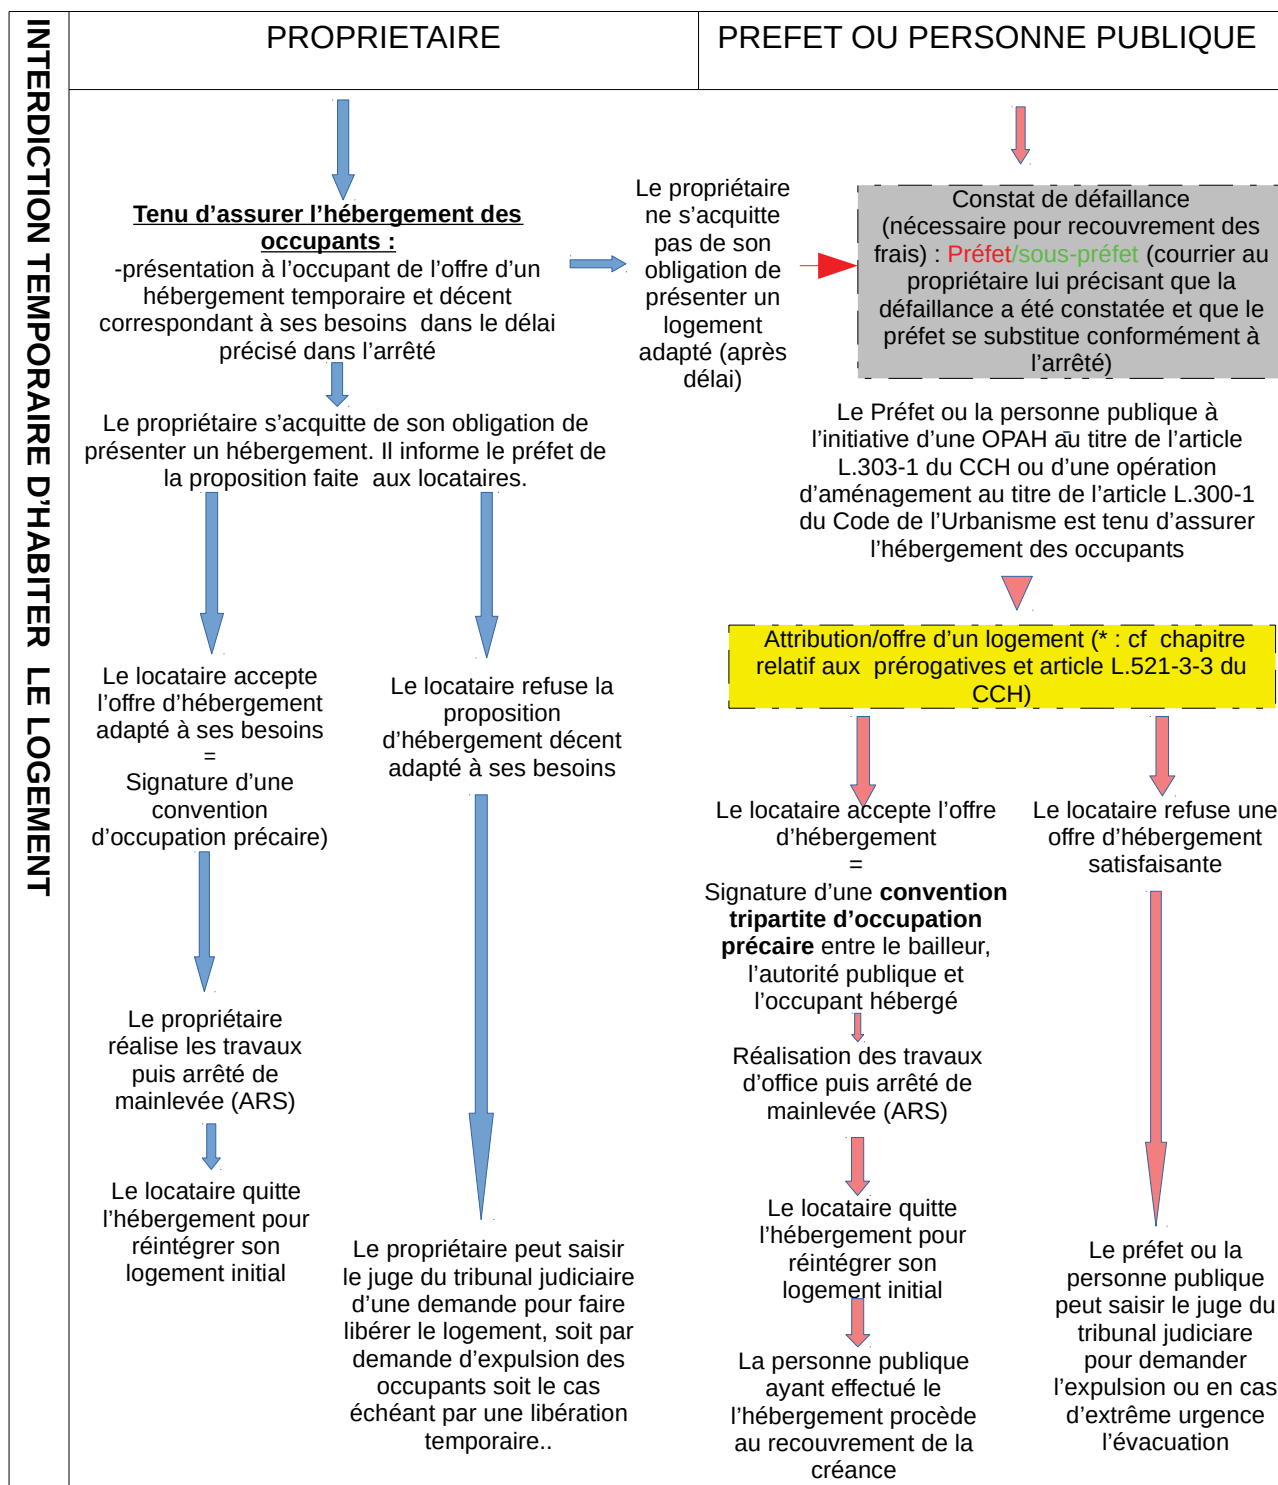 INTERDICTION TEMPORAIRE D’HABITER LE LOGEMENT
PROPRIETAIRE
PREFET OU PERSONNE PUBLIQUE
Tenu d’assurer l’hébergement des
occupants :
-présentation à l’occupant de l’offre d’un
hébergement temporaire et décent
correspondant à ses besoins dans le délai
précisé dans l’arrêté
Le propriétaire
ne s’acquitte
pas de son
obligation de
présenter un
logement
adapté (après
délai)
Constat de défaillance
(nécessaire pour recouvrement des
frais) : Préfet/sous-préfet (courrier au
propriétaire lui précisant que la
défaillance a été constatée et que le
préfet se substitue conformément à
l’arrêté)
Le propriétaire s’acquitte de son obligation de
présenter un hébergement. Il informe le préfet de
la proposition faite aux locataires.
Le Préfet ou la personne publique à
l’initiative d’une OPAH au titre de l’article
L.303-1 du CCH ou d’une opération
d’aménagement au titre de l’article L.300-1
du Code de l’Urbanisme est tenu d’assurer
l’hébergement des occupants
Attribution/offre d’un logement (* : cf chapitre
relatif aux prérogatives et article L.521-3-3 du
CCH)
Le locataire accepte
l’offre d’hébergement
adapté à ses besoins
=
Signature d’une
convention
d’occupation précaire)
Le locataire refuse la
proposition
d’hébergement décent
adapté à ses besoins
Le locataire accepte l’offre
d’hébergement
=
Signature d’une convention
tripartite d’occupation
précaire entre le bailleur,
l’autorité publique et
l’occupant hébergé
Le locataire refuse une
offre d’hébergement
satisfaisante
Le propriétaire
réalise les travaux
puis arrêté de
mainlevée (ARS)
Réalisation des travaux
d’office puis arrêté de
mainlevée (ARS)
Le locataire quitte
l’hébergement pour
réintégrer son
logement initial
Le propriétaire peut saisir
le juge du tribunal judiciaire
d’une demande pour faire
libérer le logement, soit par
demande d’expulsion des
occupants soit le cas
échéant par une libération
temporaire..
Le locataire quitte
l’hébergement pour
réintégrer son
logement initial
La personne publique
ayant effectué le
l’hébergement procède
au recouvrement de la
créance
Le préfet ou la
personne publique
peut saisir le juge du
tribunal judiciare
pour demander
l’expulsion ou en cas
d’extrême urgence
l’évacuation